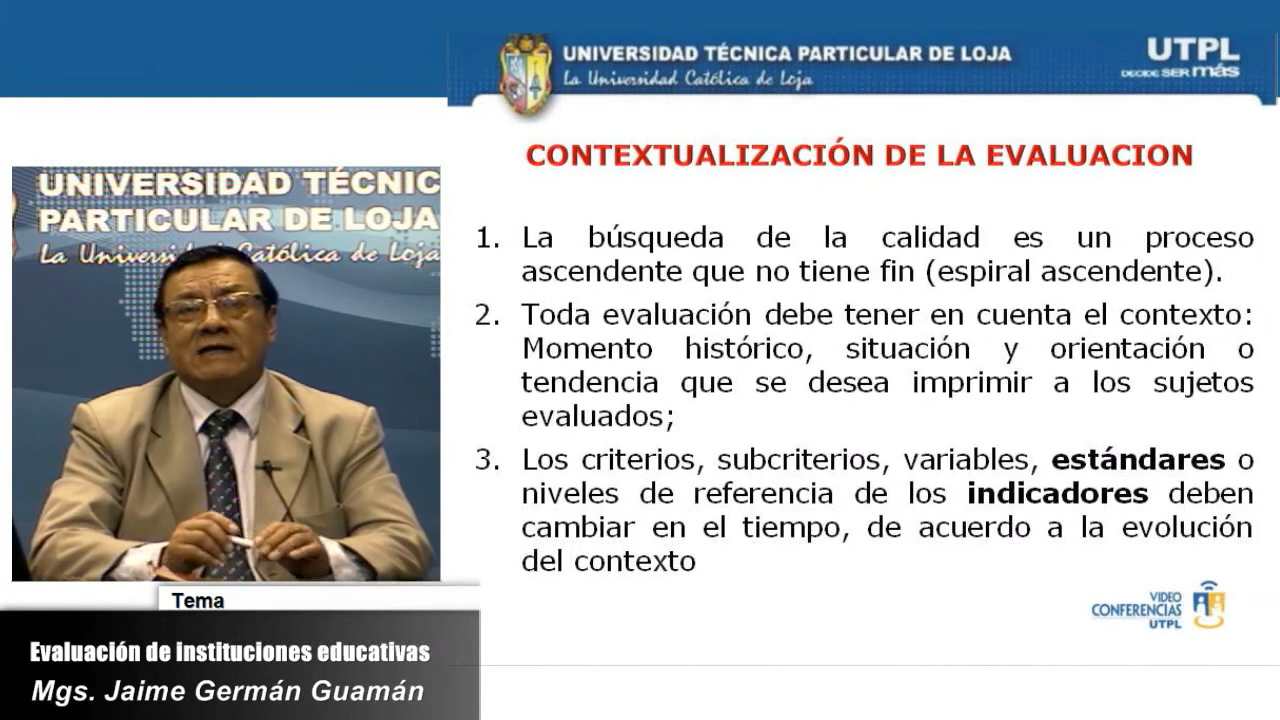 UNIVERSIDAD TÉCNICA PARTICULAR DE LOJA
La Universidad Católica de Loja
UTPL
DECIDE SER más
CONTEXTUALIZACIÓN DE LA EVALUACION
1. La búsqueda de la calidad es un proceso
ascendente que no tiene fin (espiral ascendente).
2. Toda evaluación debe tener en cuenta el contexto:
Momento histórico, situación y orientación o
tendencia que se desea imprimir a los sujetos
evaluados;
3. Los criterios, subcriterios, variables, estándares o
niveles de referencia de los indicadores deben
cambiar en el tiempo, de acuerdo a la evolución
del contexto
UNIVERSIDAD TÉCNIC
PARTICULAR DE LOJA
La Universidad Católica de Loja
VIDEO
CONFERENCIAS
UTPL
Tema
Evaluación de instituciones educativas
Mgs. Jaime Germán Guamán